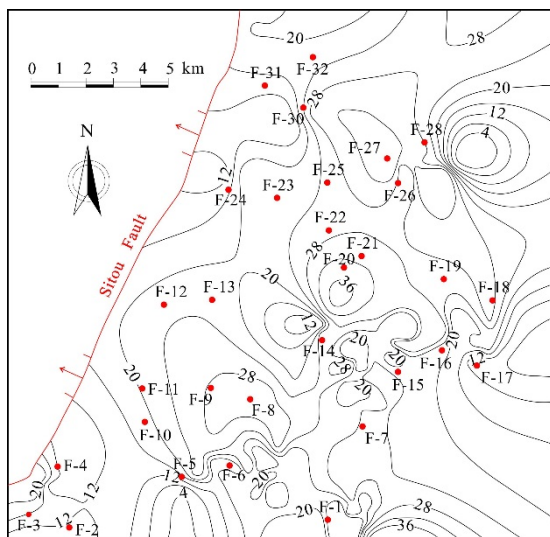 20
28
F-32
F-31
0 1 2 3 4 5 km
28
F-30
20
12
4
F-28
N
F-27
12
F-24
F-23
F-25
F-26
F-22
28
F-21
F-20
36
F-19
F-18
Sitou Fault
F-12
F-13
20
12
F-14
20
28
20
F-15
20
F-16
12
F-17
20
F-11
F-9
28
F-8
20
F-10
F-7
F-4
F-5
12
4
F-6
20
20
12
F-3
12
F-2
20
F-1
28
36